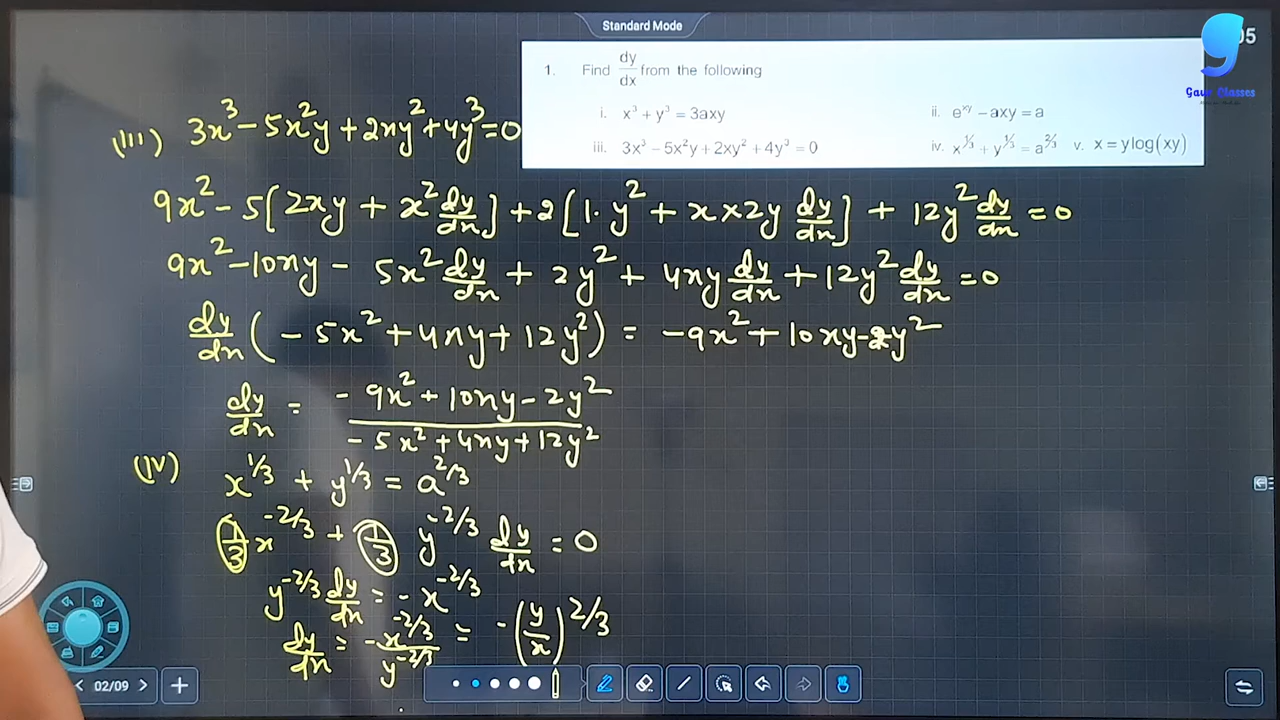 Standard Mode
05
Gaur Classes
1. Find dy/dx from the following
i. x³ + y³ = 3axy
ii. e^xy − axy = a
iii. 3x³ − 5x²y + 2xy² + 4y³ = 0
iv. x^1/3 + y^1/3 = a^2/3
v. x = y log(xy)
(iii) 3x³ − 5x²y + 2xy² + 4y³ = 0
9x² − 5[2xy + x² dy/dx] + 2[1·y² + x × 2y dy/dx] + 12y² dy/dx = 0
9x² − 10xy − 5x² dy/dx + 2y² + 4xy dy/dx + 12y² dy/dx = 0
dy/dx (−5x² + 4xy + 12y²) = −9x² + 10xy − 2y²
dy/dx = (−9x² + 10xy − 2y²)/(−5x² + 4xy + 12y²)
(iv) x^1/3 + y^1/3 = a^2/3
1/3 x^−2/3 + 1/3 y^−2/3 dy/dx = 0
y^−2/3 dy/dx = −x^−2/3
dy/dx = −x^−2/3 / y^−2/3 = −(y/x)^2/3
02/09